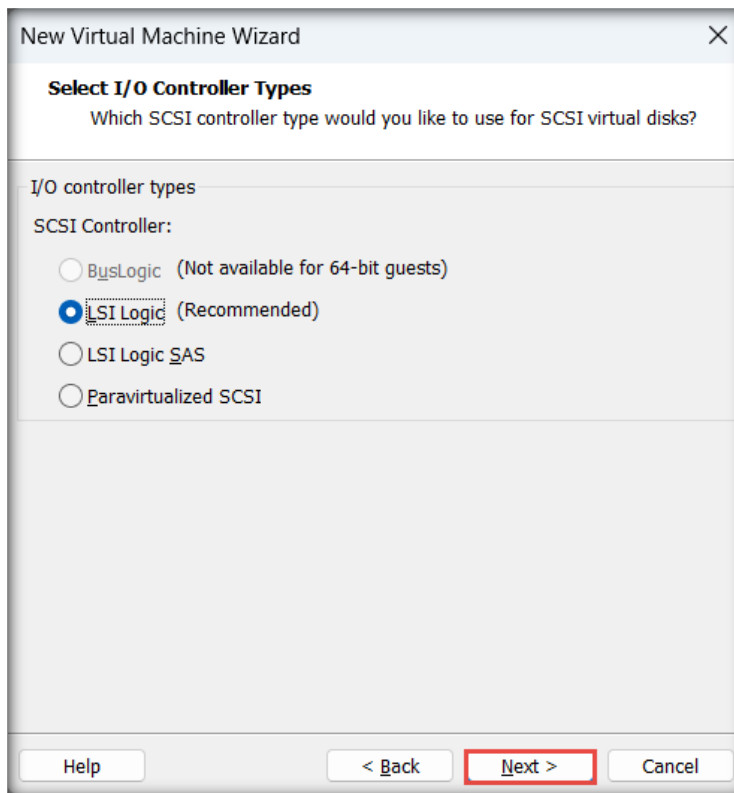 New Virtual Machine Wizard
Select I/O Controller Types
Which SCSI controller type would you like to use for SCSI virtual disks?
I/O controller types
SCSI Controller:
BusLogic (Not available for 64-bit guests)
LSI Logic (Recommended)
LSI Logic SAS
Paravirtualized SCSI
Help < Back Next > Cancel